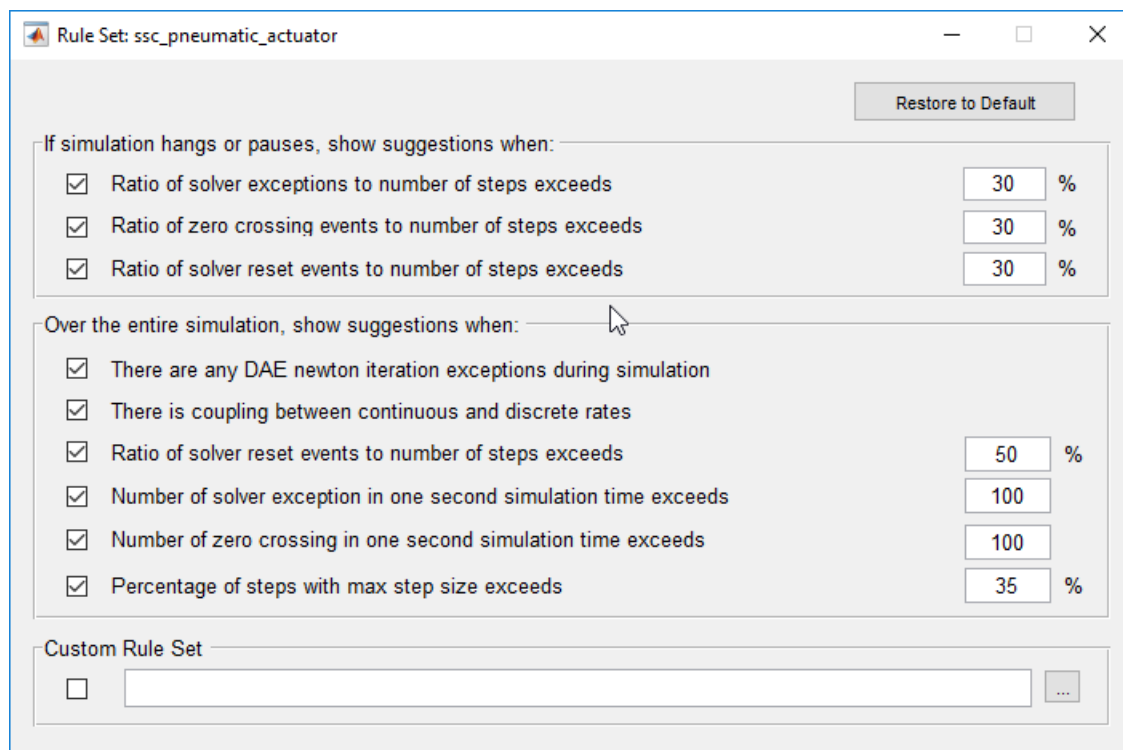 Rule Set: ssc_pneumatic_actuator
Restore to Default
If simulation hangs or pauses, show suggestions when:
Ratio of solver exceptions to number of steps exceeds 30 %
Ratio of zero crossing events to number of steps exceeds 30 %
Ratio of solver reset events to number of steps exceeds 30 %
Over the entire simulation, show suggestions when:
There are any DAE newton iteration exceptions during simulation
There is coupling between continuous and discrete rates
Ratio of solver reset events to number of steps exceeds 50 %
Number of solver exception in one second simulation time exceeds 100
Number of zero crossing in one second simulation time exceeds 100
Percentage of steps with max step size exceeds 35 %
Custom Rule Set
...